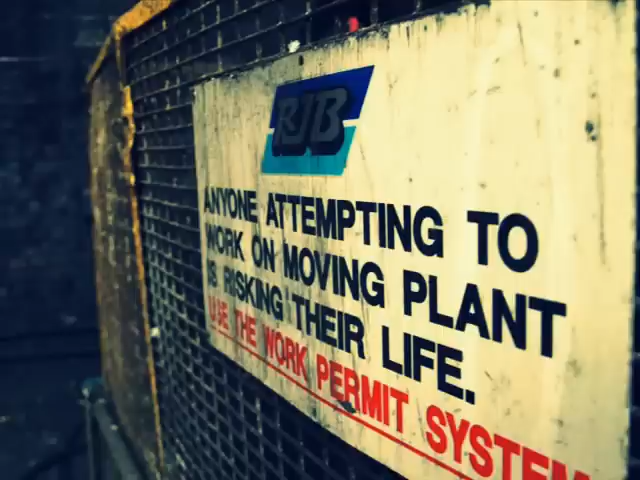 RJB
ANYONE ATTEMPTING TO
WORK ON MOVING PLANT
IS RISKING THEIR LIFE.
USE THE WORK PERMIT SYSTEM